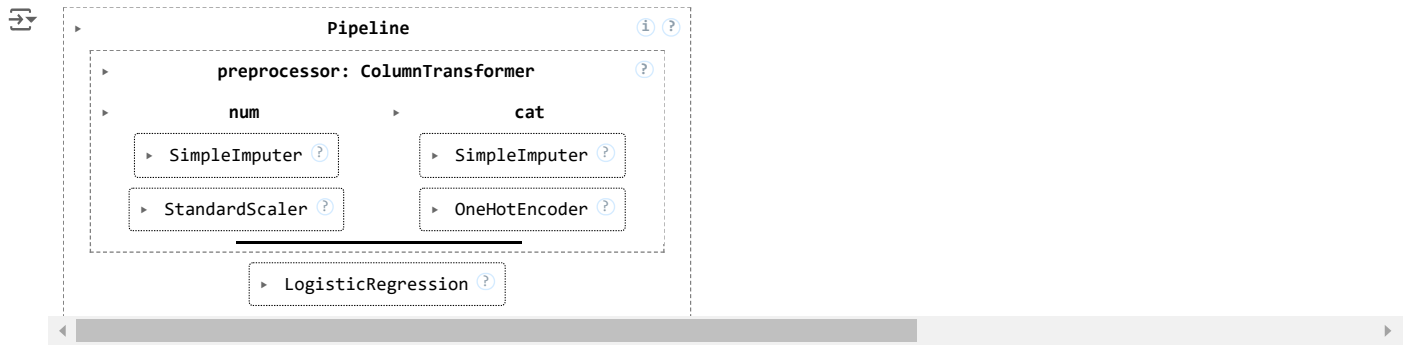 Pipeline i ?
preprocessor: ColumnTransformer ?
num cat
SimpleImputer ? SimpleImputer ?
StandardScaler ? OneHotEncoder ?
LogisticRegression ?